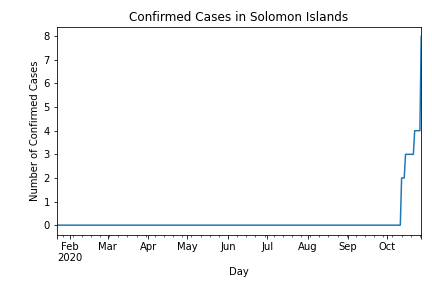 Confirmed Cases in Solomon Islands
8
7
6
5
4
3
2
1
0
Number of Confirmed Cases
Feb Mar Apr May Jun Jul Aug Sep Oct
2020
Day